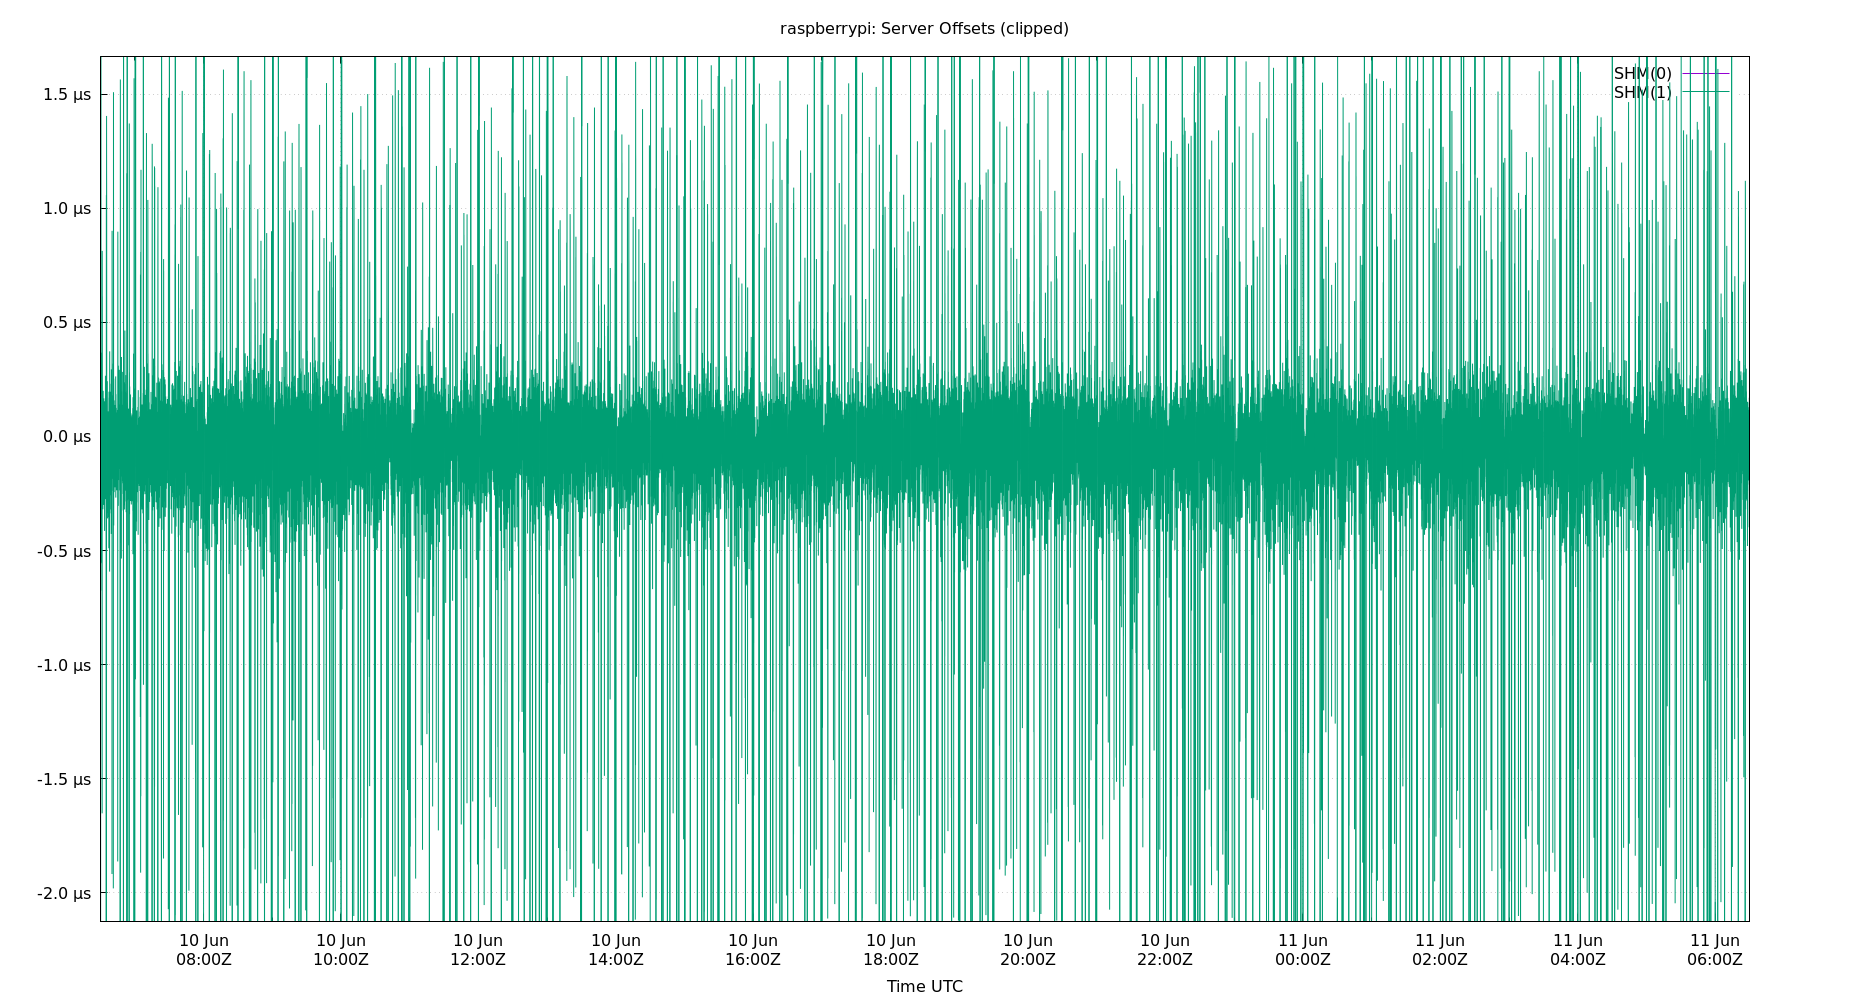 raspberrypi: Server Offsets (clipped)
SHM(0)
SHM(1)
1.5 µs
1.0 µs
0.5 µs
0.0 µs
-0.5 µs
-1.0 µs
-1.5 µs
-2.0 µs
10 Jun 10 Jun 10 Jun 10 Jun 10 Jun 10 Jun 10 Jun 10 Jun 11 Jun 11 Jun 11 Jun 11 Jun
08:00Z 10:00Z 12:00Z 14:00Z 16:00Z 18:00Z 20:00Z 22:00Z 00:00Z 02:00Z 04:00Z 06:00Z
Time UTC